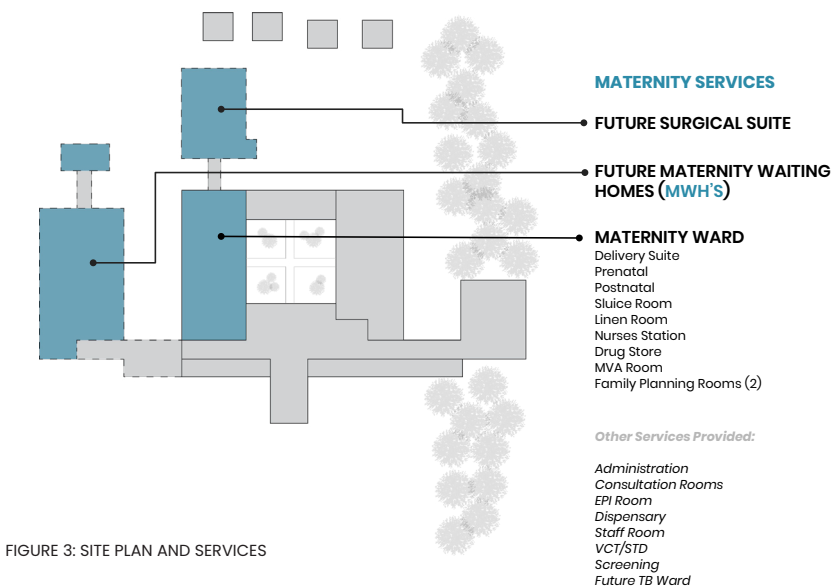 MATERNITY SERVICES
FUTURE SURGICAL SUITE
FUTURE MATERNITY WAITING
HOMES (MWH'S)
MATERNITY WARD
Delivery Suite
Prenatal
Postnatal
Sluice Room
Linen Room
Nurses Station
Drug Store
MVA Room
Family Planning Rooms (2)
Other Services Provided:
Administration
Consultation Rooms
EPI Room
Dispensary
Staff Room
VCT/STD
Screening
Future TB Ward
FIGURE 3: SITE PLAN AND SERVICES